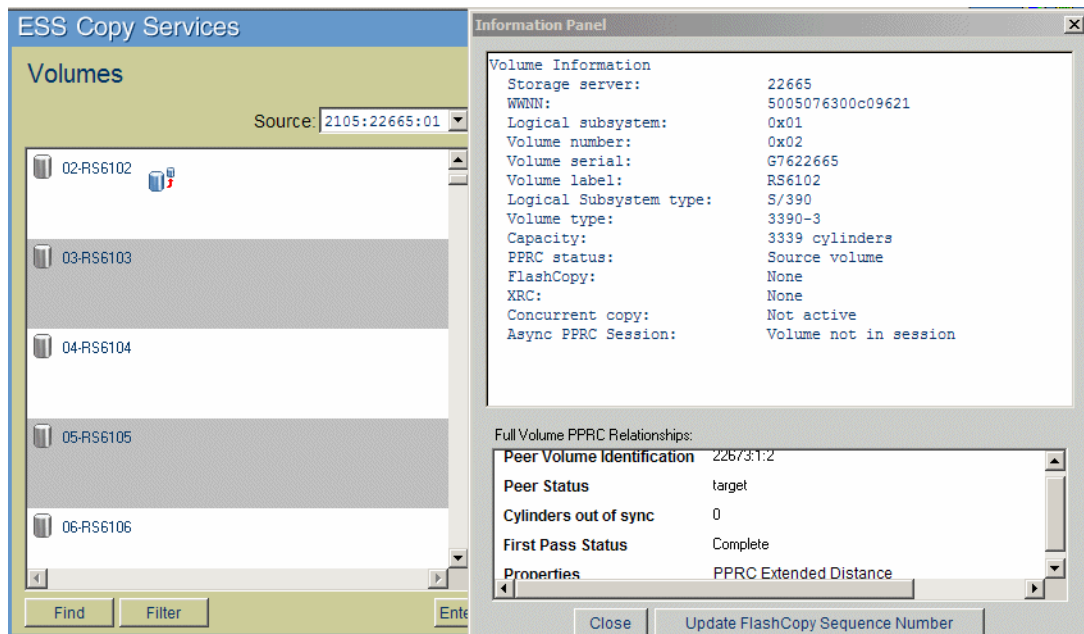 ESS Copy Services
Volumes
Source: 2105:22665:01
02-RS6102
03-RS6103
04-RS6104
05-RS6105
06-RS6106
Find Filter Ente
Information Panel
Volume Information
Storage server: 22665
WWNN: 5005076300c09621
Logical subsystem: 0x01
Volume number: 0x02
Volume serial: G7622665
Volume label: RS6102
Logical Subsystem type: S/390
Volume type: 3390-3
Capacity: 3339 cylinders
PPRC status: Source volume
FlashCopy: None
XRC: None
Concurrent copy: Not active
Async PPRC Session: Volume not in session
Full Volume PPRC Relationships:
Peer Volume Identification 22673:1:2
Peer Status target
Cylinders out of sync 0
First Pass Status Complete
Properties PPRC Extended Distance
Close Update FlashCopy Sequence Number